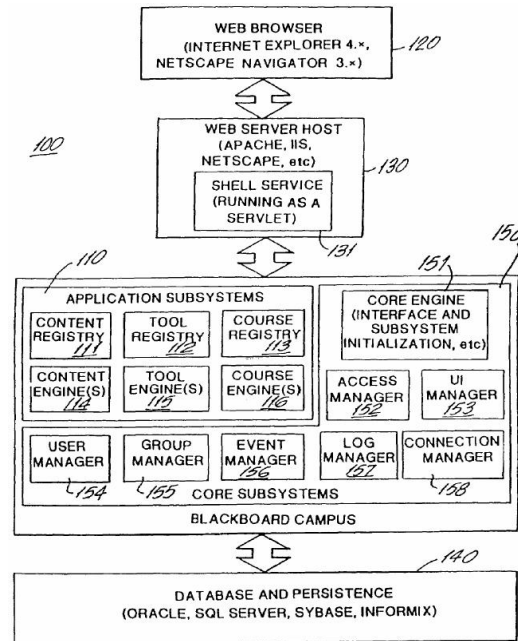 WEB BROWSER
(INTERNET EXPLORER 4.×,
NETSCAPE NAVIGATOR 3.×)
120
100
WEB SERVER HOST
(APACHE, IIS,
NETSCAPE, etc)
130
SHELL SERVICE
(RUNNING AS A
SERVLET)
131
110
151
150
APPLICATION SUBSYSTEMS
CONTENT
REGISTRY
111
TOOL
REGISTRY
112
COURSE
REGISTRY
113
CORE ENGINE
(INTERFACE AND
SUBSYSTEM
INITIALIZATION, etc)
CONTENT
ENGINE(S)
114
TOOL
ENGINE(S)
115
COURSE
ENGINE(S)
116
ACCESS
MANAGER
152
UI
MANAGER
153
USER
MANAGER
154
GROUP
MANAGER
155
EVENT
MANAGER
156
LOG
MANAGER
157
CONNECTION
MANAGER
158
CORE SUBSYSTEMS
BLACKBOARD CAMPUS
140
DATABASE AND PERSISTENCE
(ORACLE, SQL SERVER, SYBASE, INFORMIX)